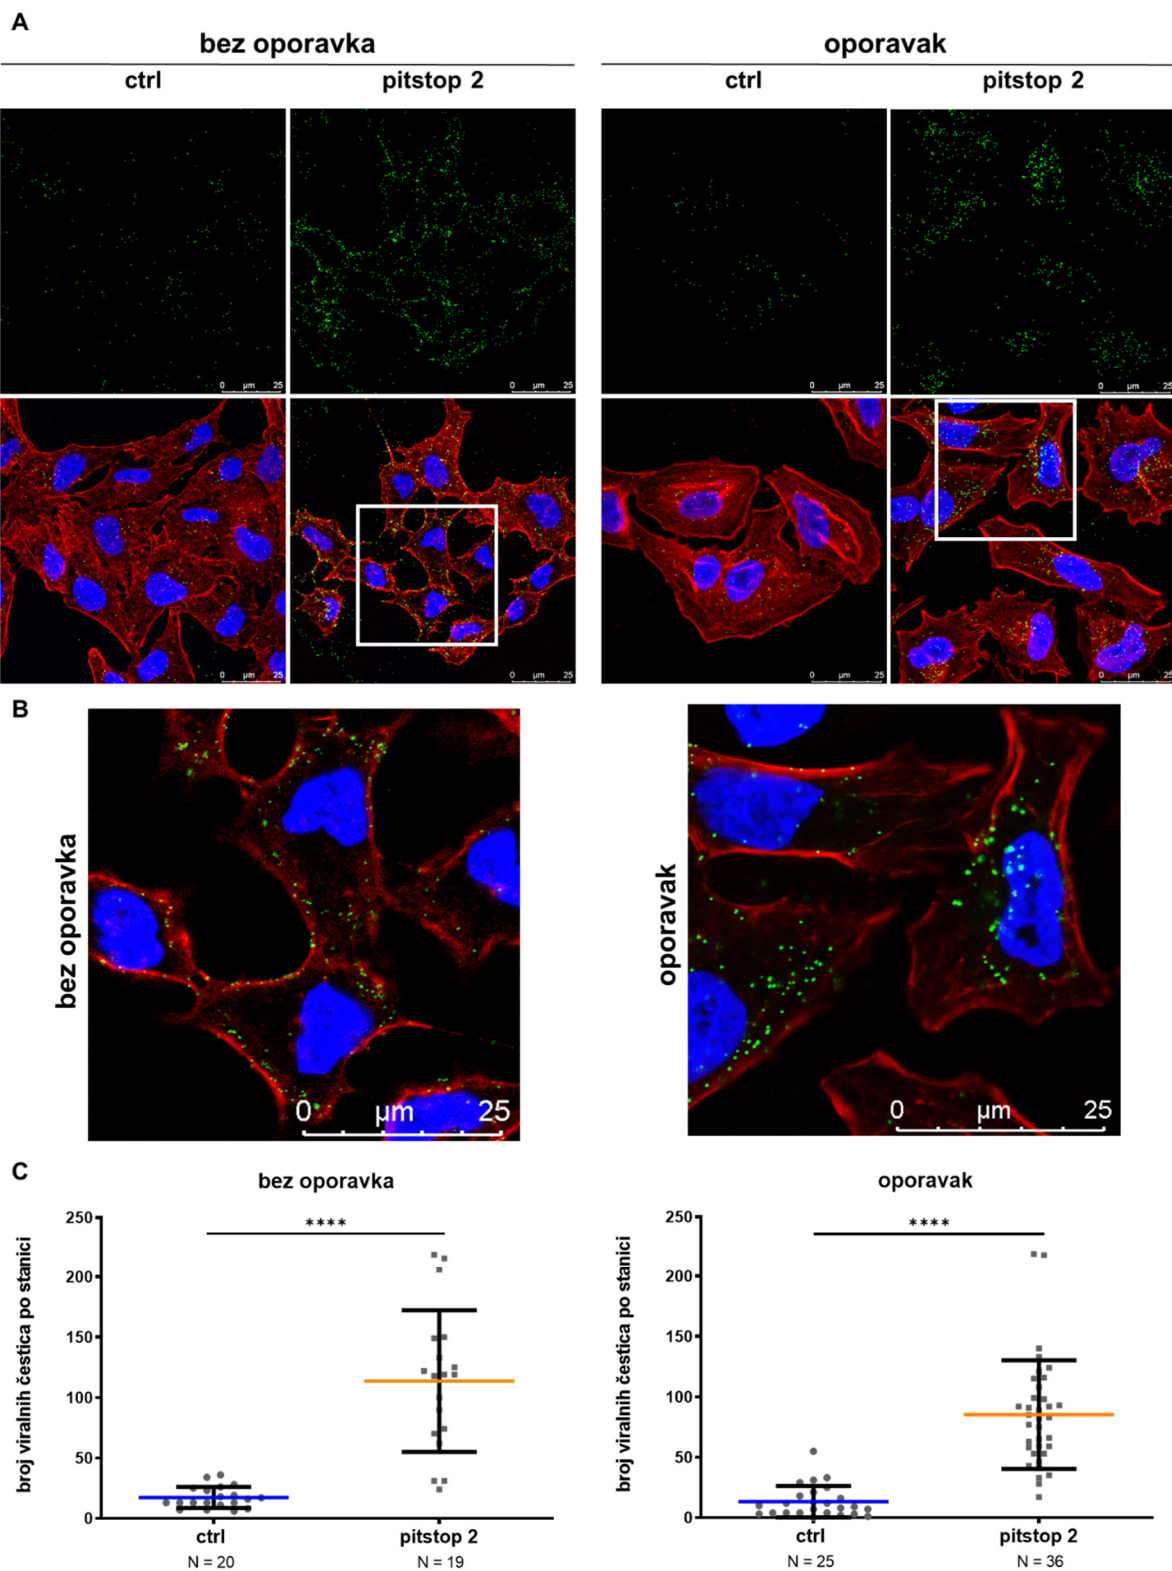 A
bez oporavka
oporavak
ctrl
pitstop 2
ctrl
pitstop 2
0 µm 25
0 µm 25
0 µm 25
0 µm 25
0 µm 25
0 µm 25
0 µm 25
0 µm 25
B
bez oporavka
0 µm 25
oporavak
0 µm 25
C
bez oporavka
broj viralnih čestica po stanici
250
200
150
100
50
0
****
ctrl
pitstop 2
N = 20
N = 19
oporavak
broj viralnih čestica po stanici
250
200
150
100
50
0
****
ctrl
pitstop 2
N = 25
N = 36